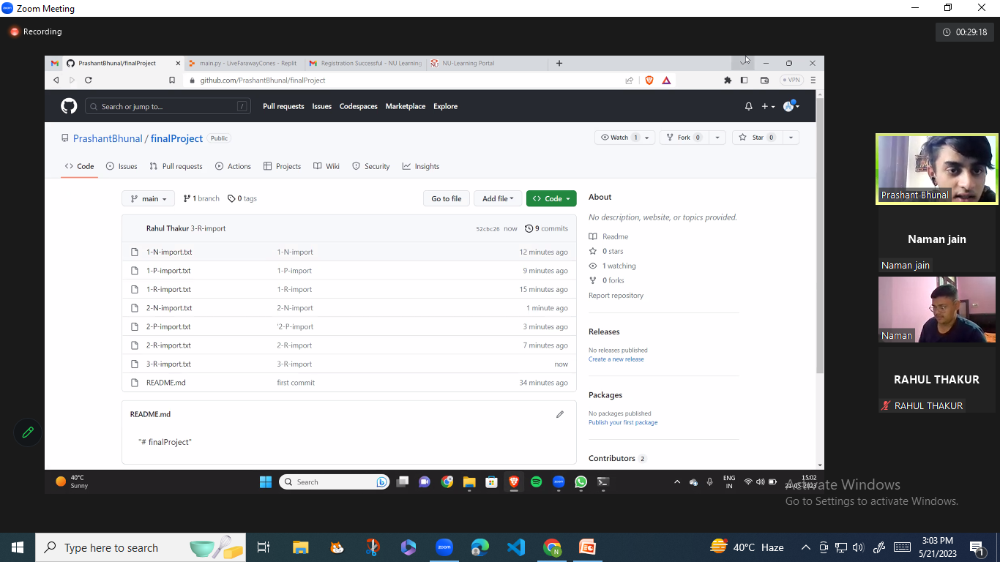 Zoom Meeting
Recording
00:29:18
PrashantBhunal/finalProject
main.py - LiveFarawayCones - Replit
Registration Successful - NU Learning
NU-Learning Portal
github.com/PrashantBhunal/finalProject
VPN
Search or jump to...
/
Pull requests
Issues
Codespaces
Marketplace
Explore
PrashantBhunal / finalProject
Public
Watch 1
Fork 0
Star 0
Code
Issues
Pull requests
Actions
Projects
Wiki
Security
Insights
main
1 branch
0 tags
Go to file
Add file
Code
Rahul Thakur 3-R-import
52cbc26 now
9 commits
1-N-import.txt 1-N-import 12 minutes ago
1-P-import.txt 1-P-import 9 minutes ago
1-R-import.txt 1-R-import 15 minutes ago
2-N-import.txt 2-N-import 1 minute ago
2-P-import.txt '2-P-import 3 minutes ago
2-R-import.txt 2-R-import 7 minutes ago
3-R-import.txt 3-R-import now
README.md first commit 34 minutes ago
README.md
"# finalProject"
About
No description, website, or topics provided.
Readme
0 stars
1 watching
0 forks
Report repository
Releases
No releases published
Create a new release
Packages
No packages published
Publish your first package
Contributors 2
Prashant Bhunal
Naman jain
Naman jain
Naman
RAHUL THAKUR
RAHUL THAKUR
40°C
Sunny
Search
zoom
ENG
IN
15:02
21-05-2023
Activate Windows
Go to Settings to activate Windows.
Type here to search
zoom
40°C Haze
3:03 PM
5/21/2023
1